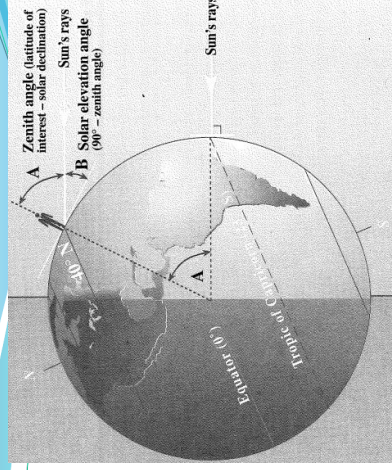 A
Zenith angle (latitude of
interest – solar declination)
Sun's rays
B Solar elevation angle
(90° – zenith angle)
Sun's rays
40° N
A
Equator (0°)
Tropic of Capricorn
N
S